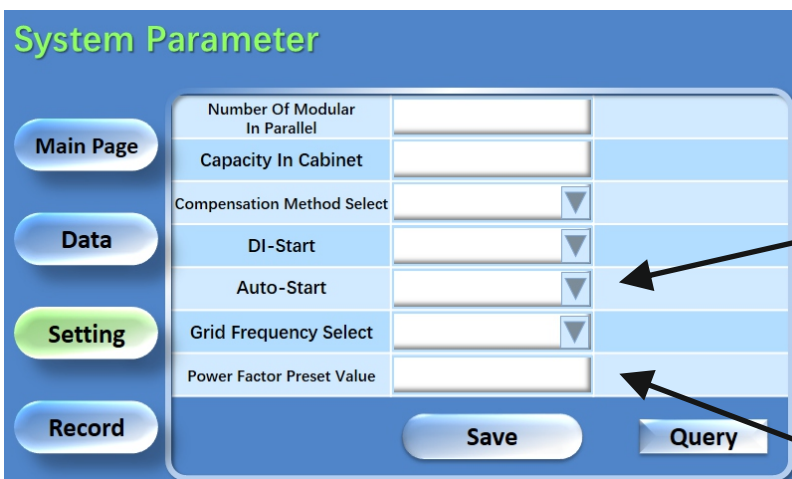 System Parameter
Main Page
Data
Setting
Record
Number Of Modular
In Parallel
Capacity In Cabinet
Compensation Method Select
DI-Start
Auto-Start
Grid Frequency Select
Power Factor Preset Value
Save
Query